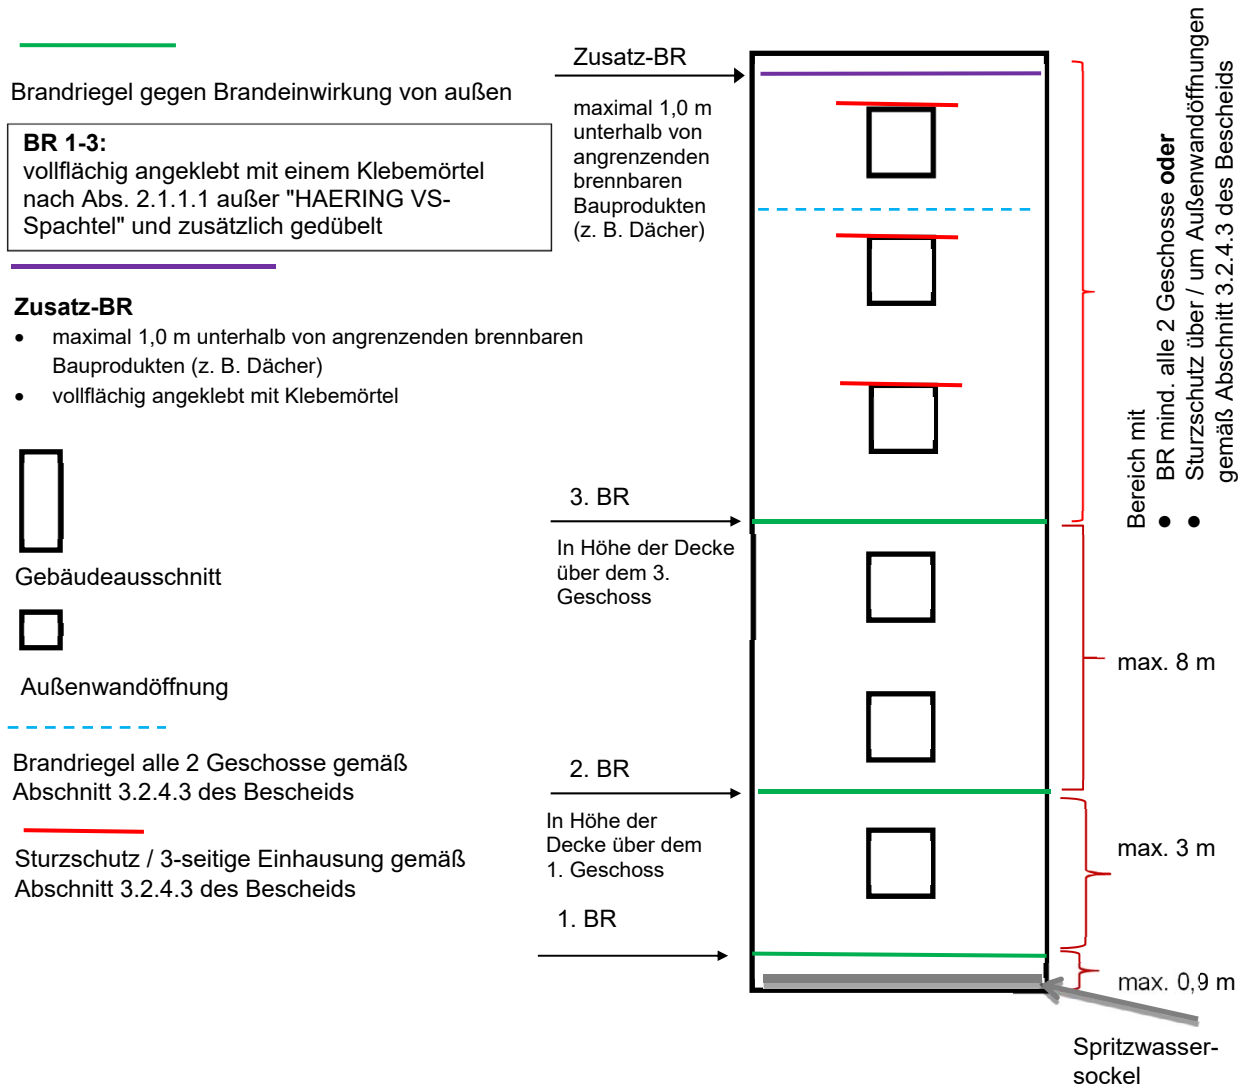 Brandriegel gegen Brandeinwirkung von außen
BR 1-3:
vollflächig angeklebt mit einem Klebemörtel
nach Abs. 2.1.1.1 außer "HAERING VS-
Spachtel" und zusätzlich gedübelt
Zusatz-BR
• maximal 1,0 m unterhalb von angrenzenden brennbaren
Bauprodukten (z. B. Dächer)
• vollflächig angeklebt mit Klebemörtel
Gebäudeausschnitt
Außenwandöffnung
Brandriegel alle 2 Geschosse gemäß
Abschnitt 3.2.4.3 des Bescheids
Sturzschutz / 3-seitige Einhausung gemäß
Abschnitt 3.2.4.3 des Bescheids
Zusatz-BR
maximal 1,0 m
unterhalb von
angrenzenden
brennbaren
Bauprodukten
(z. B. Dächer)
3. BR
In Höhe der Decke
über dem 3.
Geschoss
2. BR
In Höhe der
Decke über dem
1. Geschoss
1. BR
Bereich mit
• BR mind. alle 2 Geschosse oder
• Sturzschutz über / um Außenwandöffnungen
gemäß Abschnitt 3.2.4.3 des Bescheids
max. 8 m
max. 3 m
max. 0,9 m
Spritzwasser-
sockel